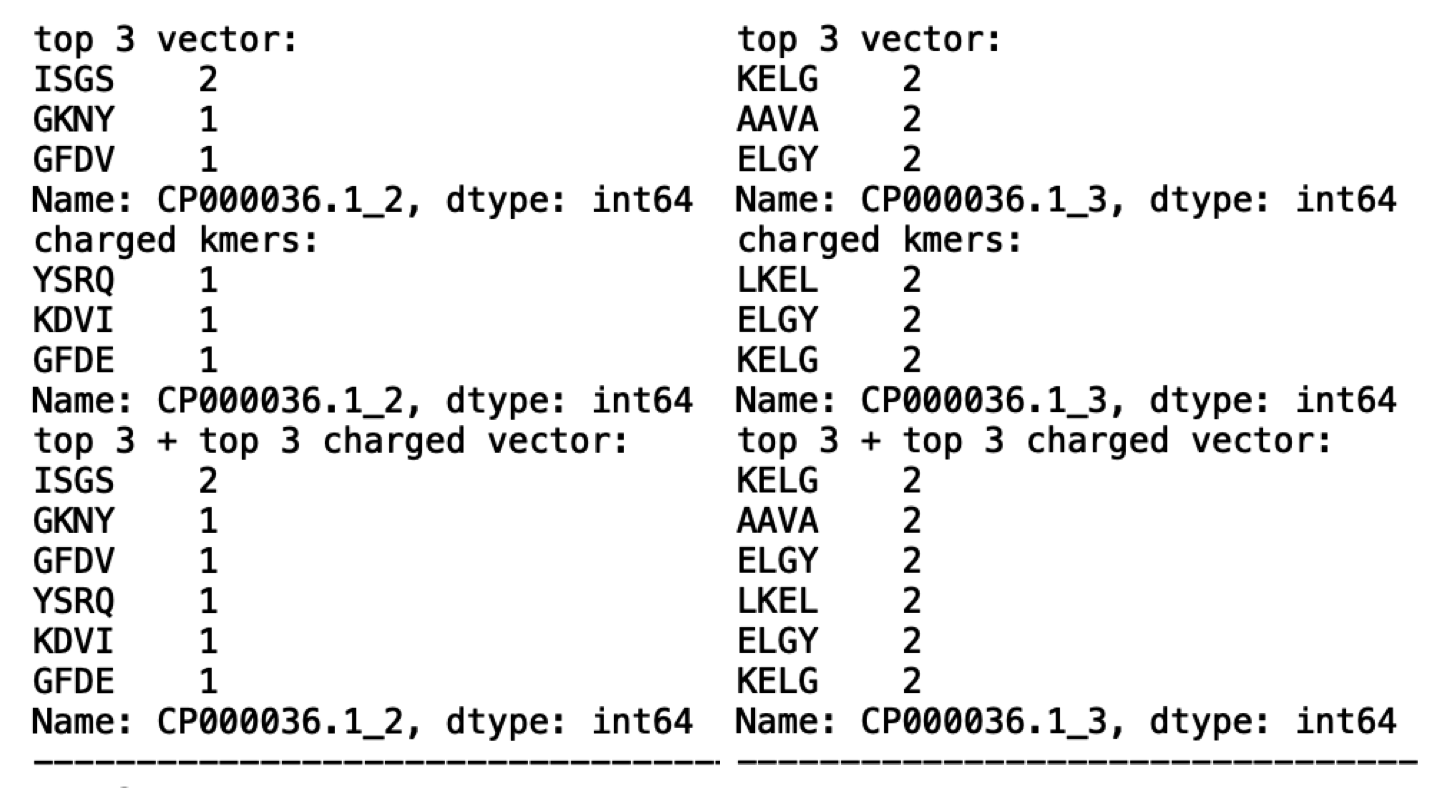 top 3 vector:
ISGS 2
GKNY 1
GFDV 1
Name: CP000036.1_2, dtype: int64
charged kmers:
YSRQ 1
KDVI 1
GFDE 1
Name: CP000036.1_2, dtype: int64
top 3 + top 3 charged vector:
ISGS 2
GKNY 1
GFDV 1
YSRQ 1
KDVI 1
GFDE 1
Name: CP000036.1_2, dtype: int64
---------------------------------
top 3 vector:
KELG 2
AAVA 2
ELGY 2
Name: CP000036.1_3, dtype: int64
charged kmers:
LKEL 2
ELGY 2
KELG 2
Name: CP000036.1_3, dtype: int64
top 3 + top 3 charged vector:
KELG 2
AAVA 2
ELGY 2
LKEL 2
ELGY 2
KELG 2
Name: CP000036.1_3, dtype: int64
---------------------------------